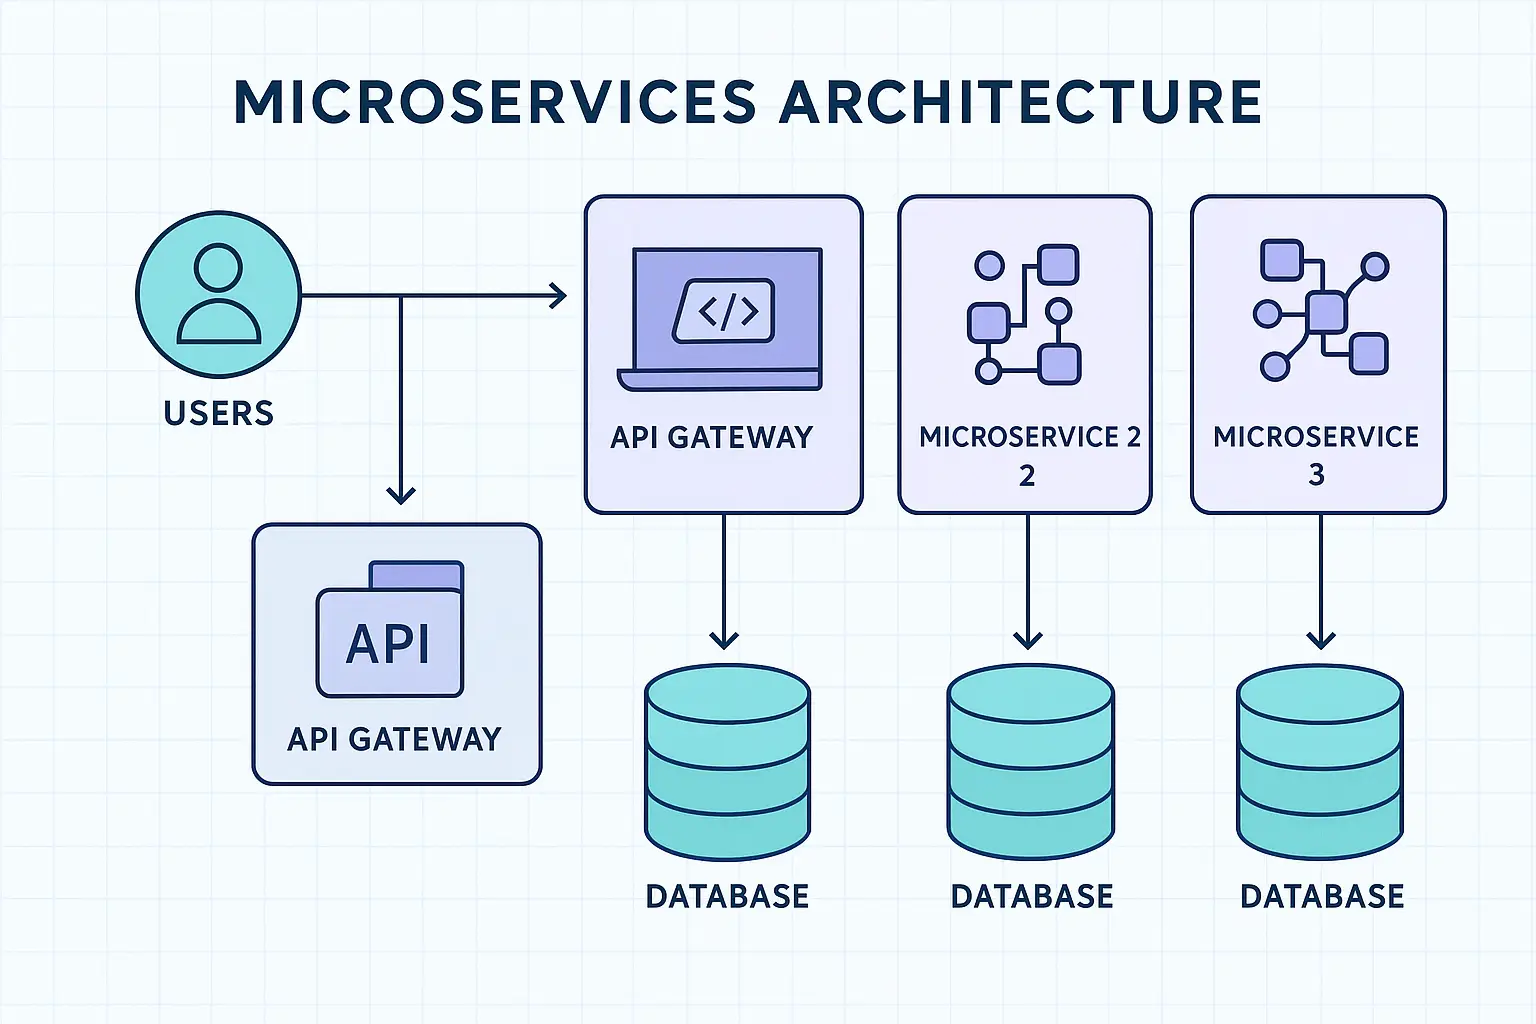 MICROSERVICES ARCHITECTURE
USERS
</>
API GATEWAY
MICROSERVICE 2
2
MICROSERVICE
3
API
API GATEWAY
DATABASE
DATABASE
DATABASE